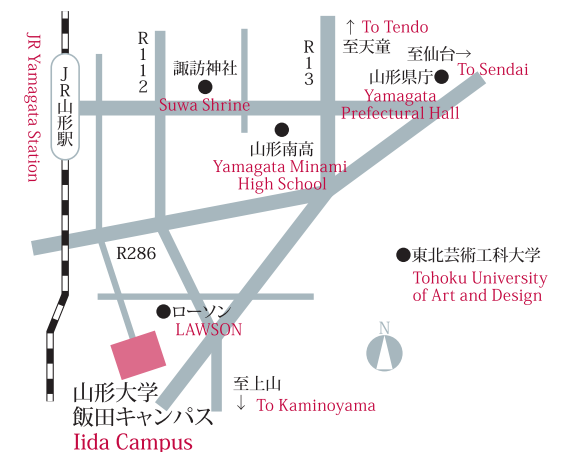 ↑ To Tendo
至天童
R112
R13
至仙台→
To Sendai
諏訪神社
Suwa Shrine
山形県庁
Yamagata
Prefectural Hall
JR山形駅
JR Yamagata Station
山形南高
Yamagata Minami
High School
R286
東北芸術工科大学
Tohoku University
of Art and Design
ローソン
LAWSON
N
山形大学
飯田キャンパス
Iida Campus
至上山
↓ To Kaminoyama